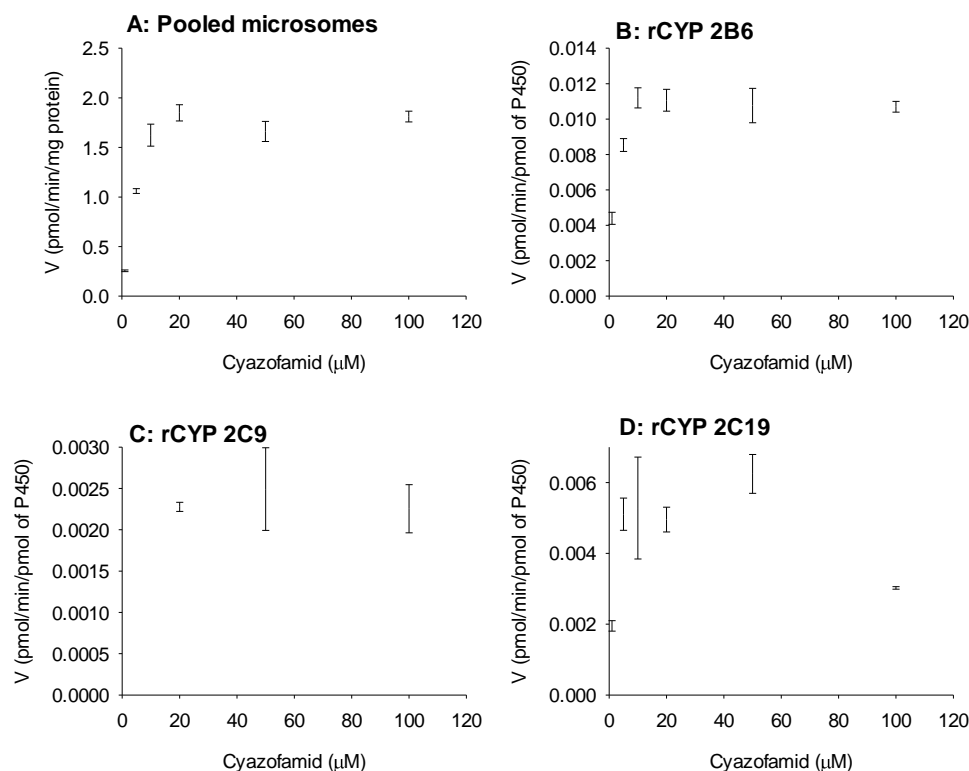 A: Pooled microsomes
V (pmol/min/mg protein)
2.5
2.0
1.5
1.0
0.5
0.0
0 20 40 60 80 100 120
Cyazofamid (μM)
B: rCYP 2B6
V (pmol/min/pmol of P450)
0.014
0.012
0.010
0.008
0.006
0.004
0.002
0.000
0 20 40 60 80 100 120
Cyazofamid (μM)
C: rCYP 2C9
V (pmol/min/pmol of P450)
0.0030
0.0025
0.0020
0.0015
0.0010
0.0005
0.0000
0 20 40 60 80 100 120
Cyazofamid (μM)
D: rCYP 2C19
V (pmol/min/pmol of P450)
0.006
0.004
0.002
0.000
0 20 40 60 80 100 120
Cyazofamid (μM)